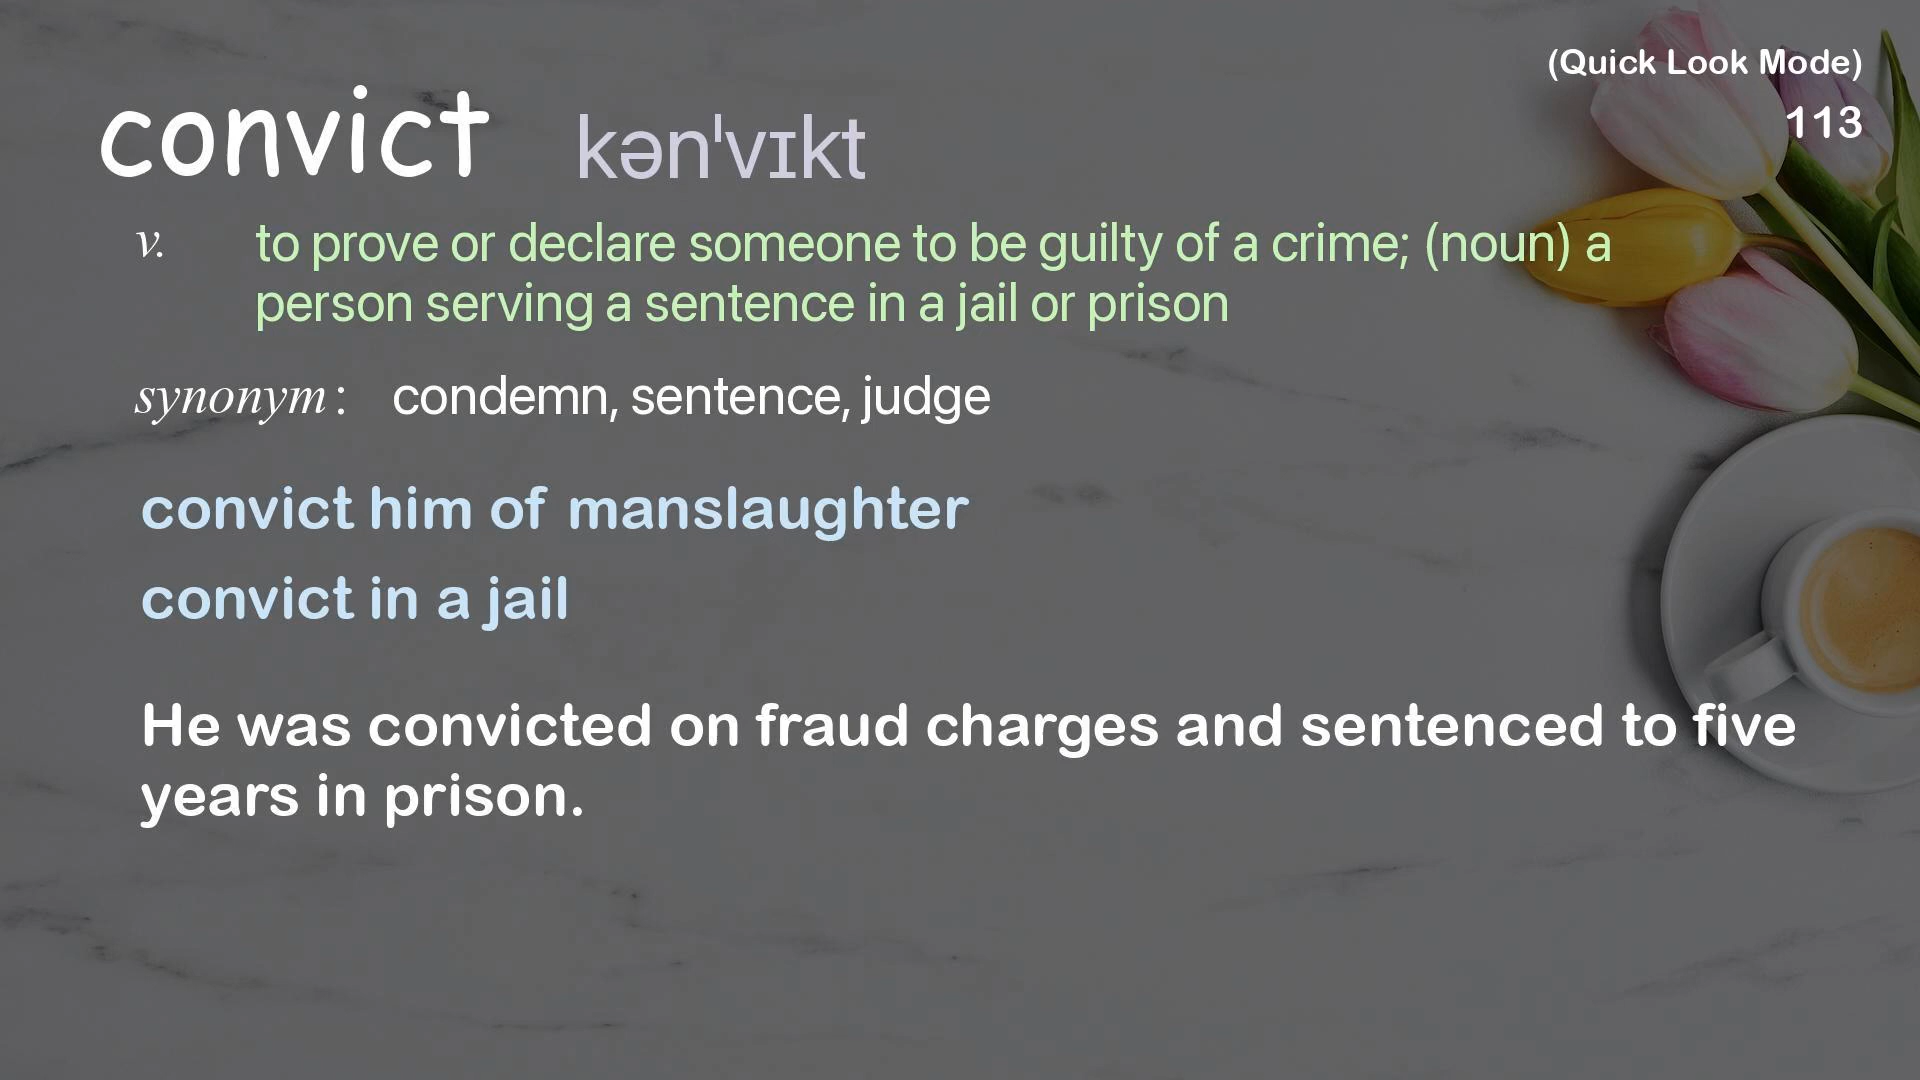 (Quick Look Mode)
113
convict kən'vɪkt
v. to prove or declare someone to be guilty of a crime; (noun) a
person serving a sentence in a jail or prison
synonym: condemn, sentence, judge
convict him of manslaughter
convict in a jail
He was convicted on fraud charges and sentenced to five
years in prison.